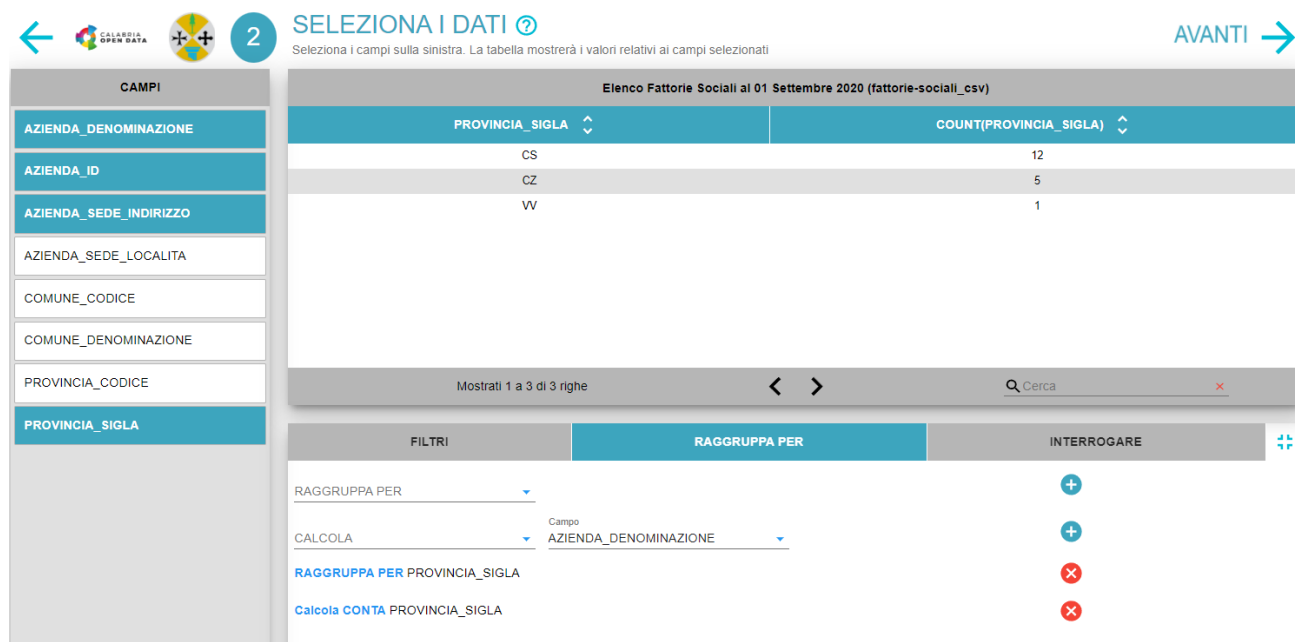 CALABRIA
OPEN DATA
2
SELEZIONA I DATI ?
Seleziona i campi sulla sinistra. La tabella mostrerà i valori relativi ai campi selezionati
AVANTI
CAMPI
AZIENDA_DENOMINAZIONE
AZIENDA_ID
AZIENDA_SEDE_INDIRIZZO
AZIENDA_SEDE_LOCALITA
COMUNE_CODICE
COMUNE_DENOMINAZIONE
PROVINCIA_CODICE
PROVINCIA_SIGLA
Elenco Fattorie Sociali al 01 Settembre 2020 (fattorie-sociali_csv)
PROVINCIA_SIGLA COUNT(PROVINCIA_SIGLA)
CS 12
CZ 5
VV 1
Mostrati 1 a 3 di 3 righe
Cerca
FILTRI RAGGRUPPA PER INTERROGARE
RAGGRUPPA PER
CALCOLA
Campo
AZIENDA_DENOMINAZIONE
RAGGRUPPA PER PROVINCIA_SIGLA
Calcola CONTA PROVINCIA_SIGLA